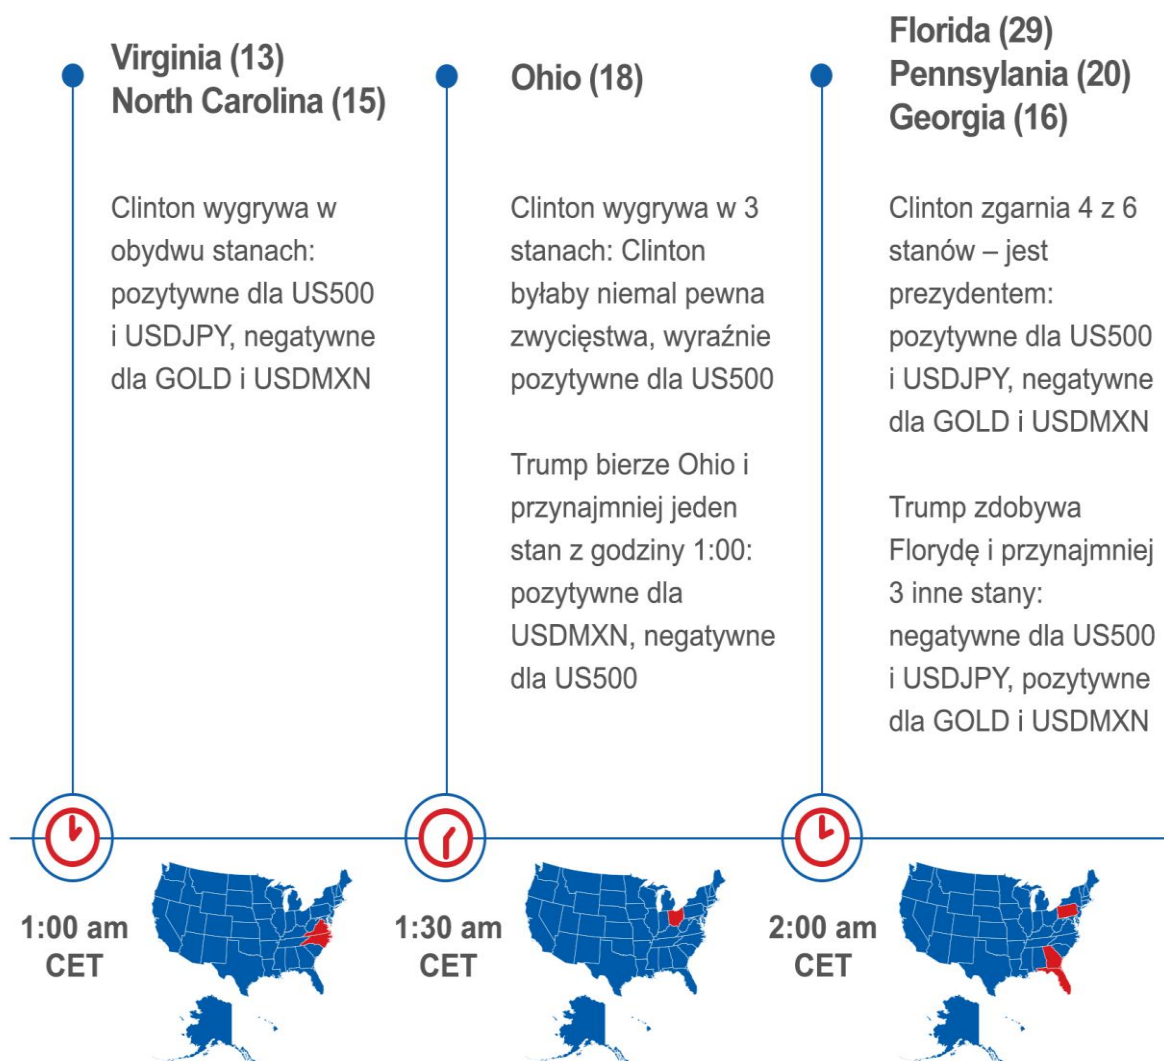 Virginia (13)
North Carolina (15)
Clinton wygrywa w
obydwu stanach:
pozytywne dla US500
i USDJPY, negatywne
dla GOLD i USDMXN
Ohio (18)
Clinton wygrywa w 3
stanach: Clinton
byłaby niemal pewna
zwycięstwa, wyraźnie
pozytywne dla US500
Trump bierze Ohio i
przynajmniej jeden
stan z godziny 1:00:
pozytywne dla
USDMXN, negatywne
dla US500
Florida (29)
Pennsylania (20)
Georgia (16)
Clinton zgarnia 4 z 6
stanów – jest
prezydentem:
pozytywne dla US500
i USDJPY, negatywne
dla GOLD i USDMXN
Trump zdobywa
Florydę i przynajmniej
3 inne stany:
negatywne dla US500
i USDJPY, pozytywne
dla GOLD i USDMXN
1:00 am
CET
1:30 am
CET
2:00 am
CET